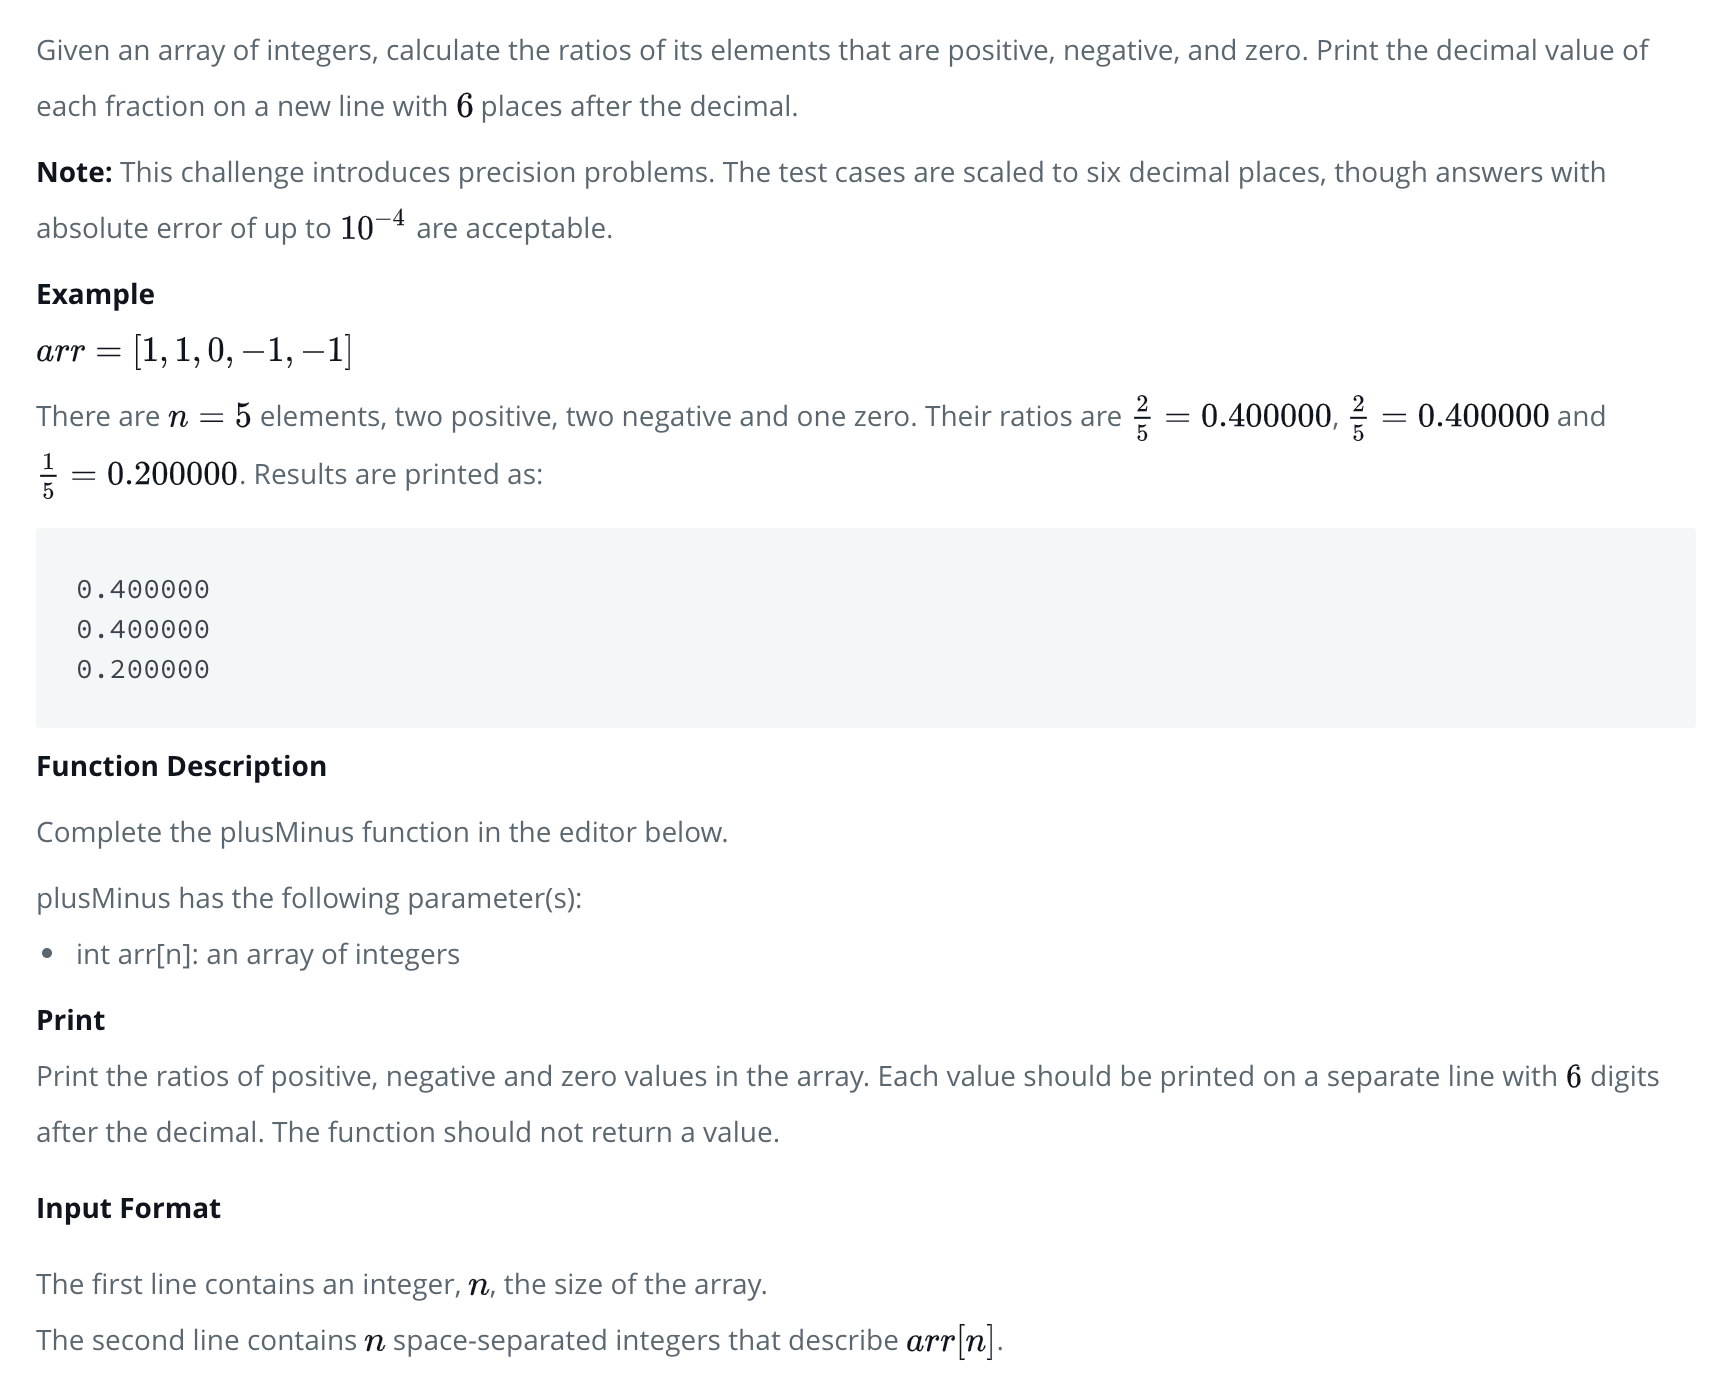 Given an array of integers, calculate the ratios of its elements that are positive, negative, and zero. Print the decimal value of
each fraction on a new line with 6 places after the decimal.
Note: This challenge introduces precision problems. The test cases are scaled to six decimal places, though answers with
absolute error of up to 10⁻⁴ are acceptable.
Example
arr = [1, 1, 0, −1, −1]
There are n = 5 elements, two positive, two negative and one zero. Their ratios are 2/5 = 0.400000, 2/5 = 0.400000 and
1/5 = 0.200000. Results are printed as:
0.400000
0.400000
0.200000
Function Description
Complete the plusMinus function in the editor below.
plusMinus has the following parameter(s):
• int arr[n]: an array of integers
Print
Print the ratios of positive, negative and zero values in the array. Each value should be printed on a separate line with 6 digits
after the decimal. The function should not return a value.
Input Format
The first line contains an integer, n, the size of the array.
The second line contains n space-separated integers that describe arr[n].